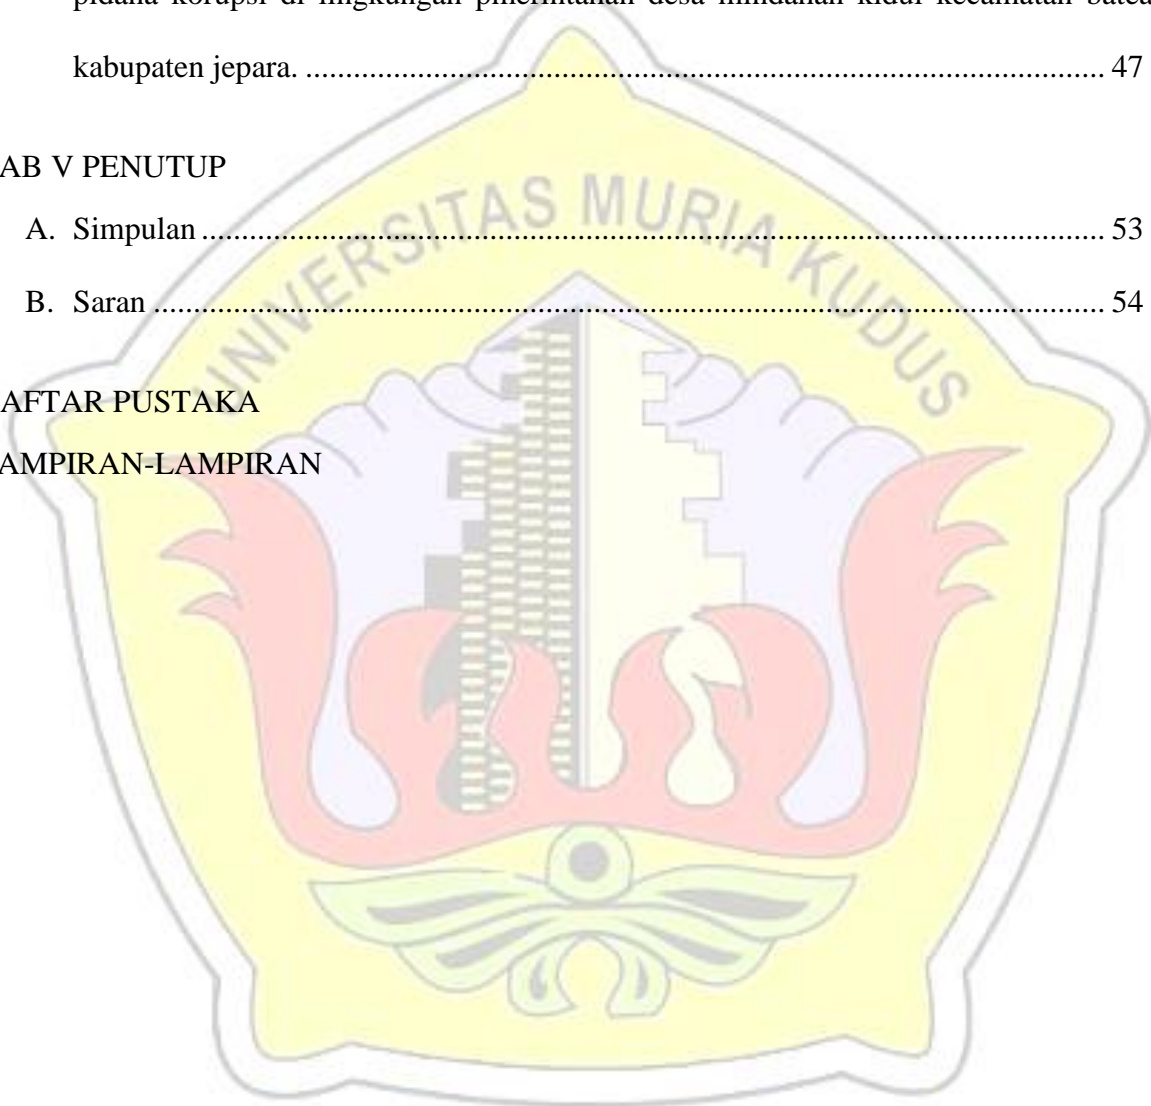 kabupaten jepara. .................................................................................................... 47
AB V PENUTUP
A. Simpulan ................................................................................................................. 53
B. Saran ....................................................................................................................... 54
AFTAR PUSTAKA
AMPIRAN-LAMPIRAN
UNIVERSITAS MURIA KUDUS